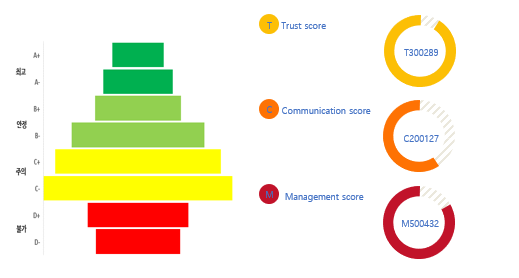 A+
최고
A-
B+
안정
B-
C+
주의
C-
D+
불가
D-
T Trust score
T300289
C Communication score
C200127
M Management score
M500432